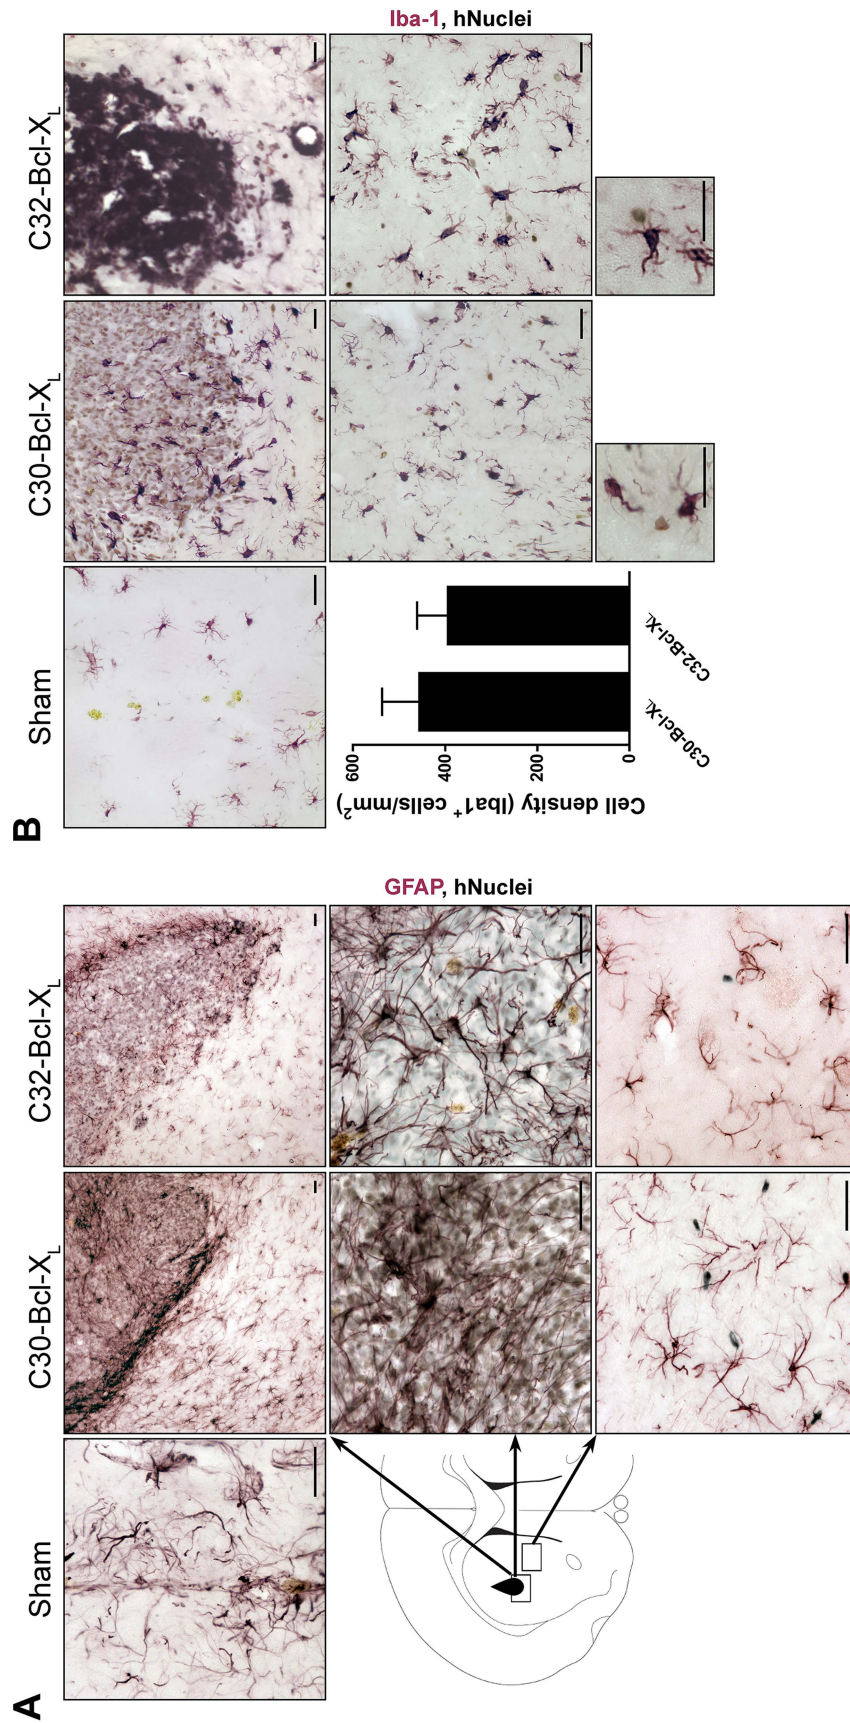 A
Sham
C30-Bcl-XL
C32-Bcl-XL
GFAP, hNuclei
B
Sham
C30-Bcl-XL
C32-Bcl-XL
Iba-1, hNuclei
Cell density (Iba1+ cells/mm2)
600
400
200
0
C30-Bcl-XL
C32-Bcl-XL